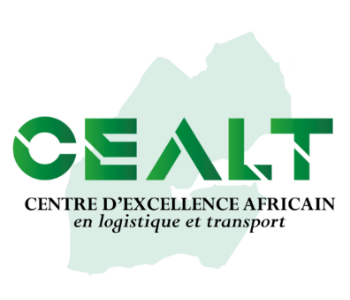 CEALT
CENTRE D'EXCELLENCE AFRICAIN
en logistique et transport